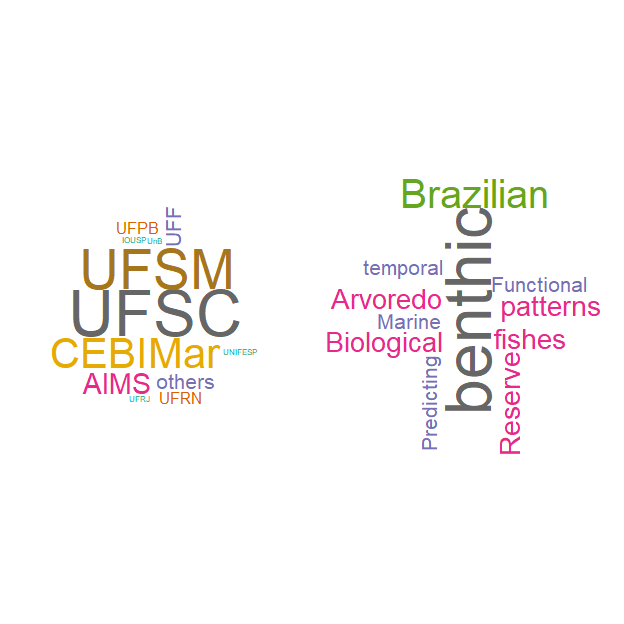 UFPB
UFF
IOUSP
UnB
UFSM
UFSC
CEBIMar
UNIFESP
AIMS
others
UFRJ
UFRN
Brazilian
benthic
temporal
Functional
Arvoredo
patterns
Marine
Biological
fishes
Predicting
Reserve